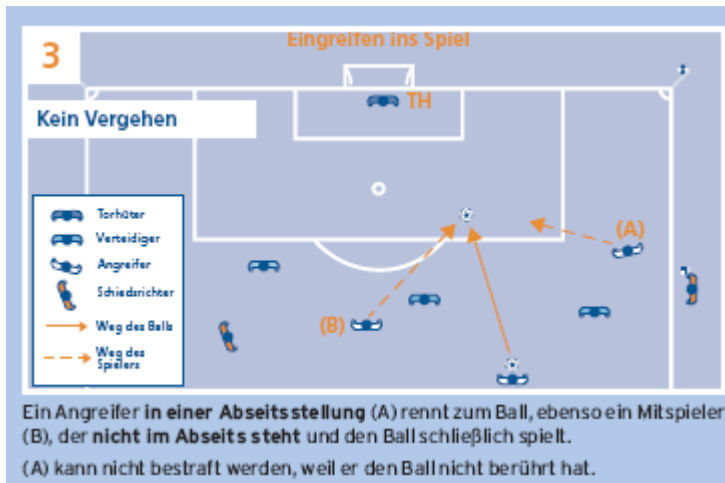 Eingreifen ins Spiel
3
TH
Kein Vergehen
Torhüter
Verteidiger
Angreifer
Schiedsrichter
Weg des Balls
Weg des
Spielers
(A)
(B)
Ein Angreifer in einer Abseitsstellung (A) rennt zum Ball, ebenso ein Mitspieler
(B), der nicht im Abseits steht und den Ball schließlich spielt.
(A) kann nicht bestraft werden, weil er den Ball nicht berührt hat.